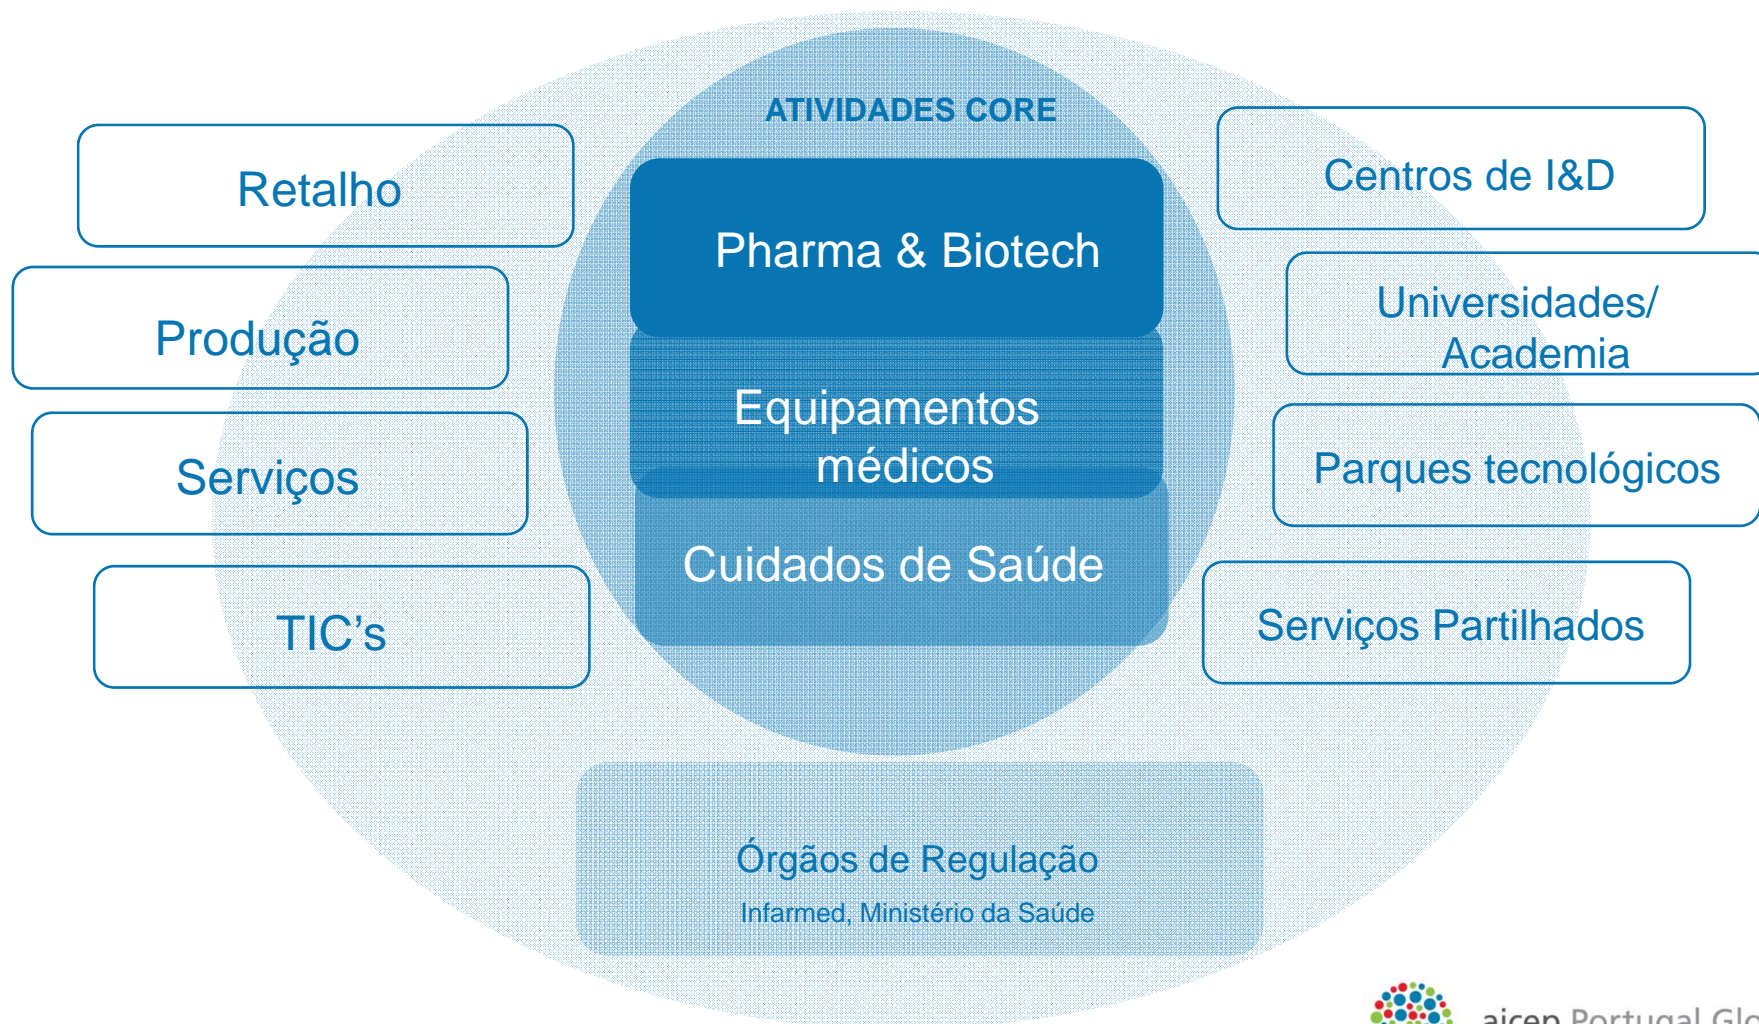 ATIVIDADES CORE
Retalho
Produção
Serviços
TIC’s
Pharma & Biotech
Equipamentos
médicos
Cuidados de Saúde
Centros de I&D
Universidades/
Academia
Parques tecnológicos
Serviços Partilhados
Órgãos de Regulação
Infarmed, Ministério da Saúde
aicep Portugal